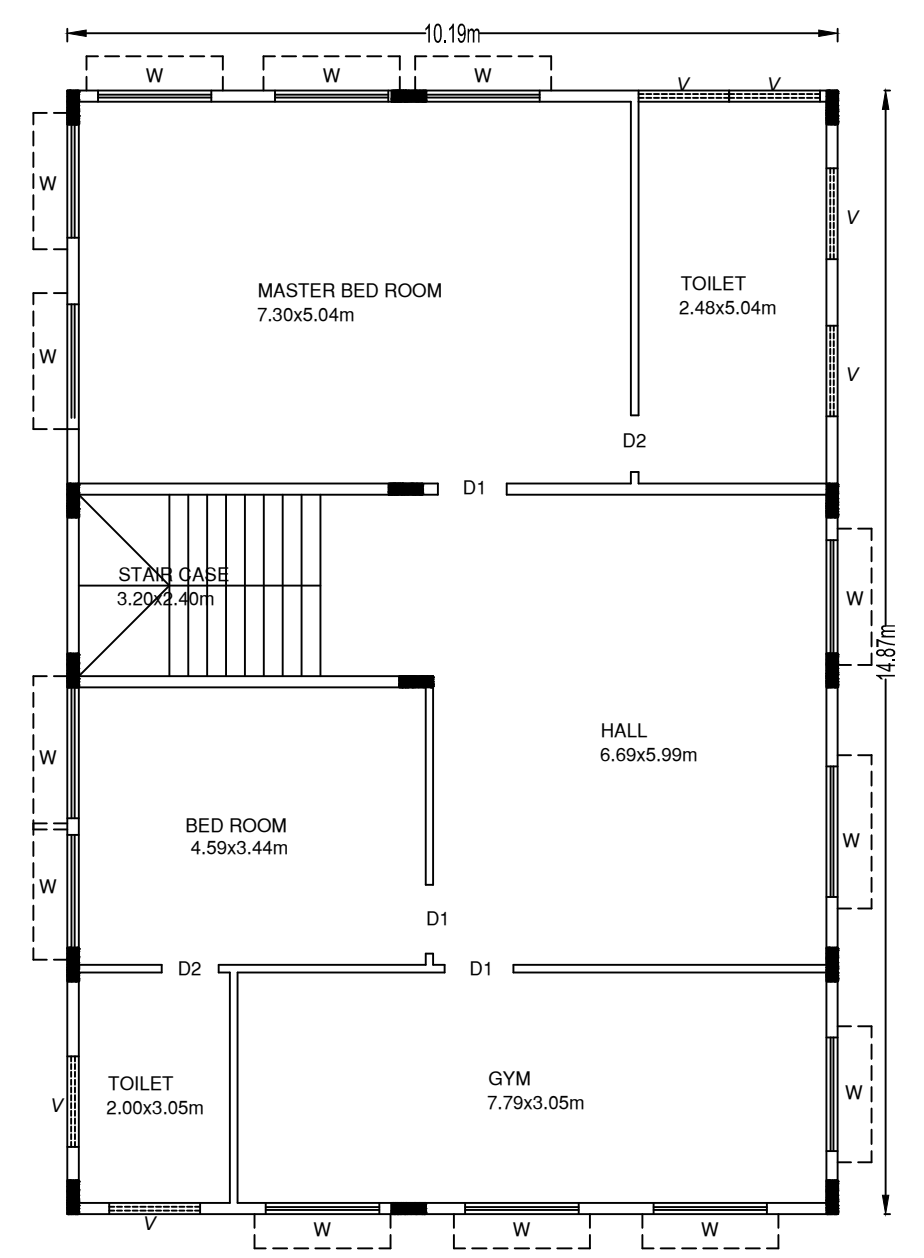 10.19m
W W W V V
W
V
MASTER BED ROOM
7.30x5.04m
TOILET
2.48x5.04m
W
V
D2
D1
STAIR CASE
3.20x2.40m
W
14.87m
HALL
6.69x5.99m
W
BED ROOM
4.59x3.44m
W
W
D1
D2
D1
TOILET
2.00x3.05m
GYM
7.79x3.05m
V
W
V
W W W